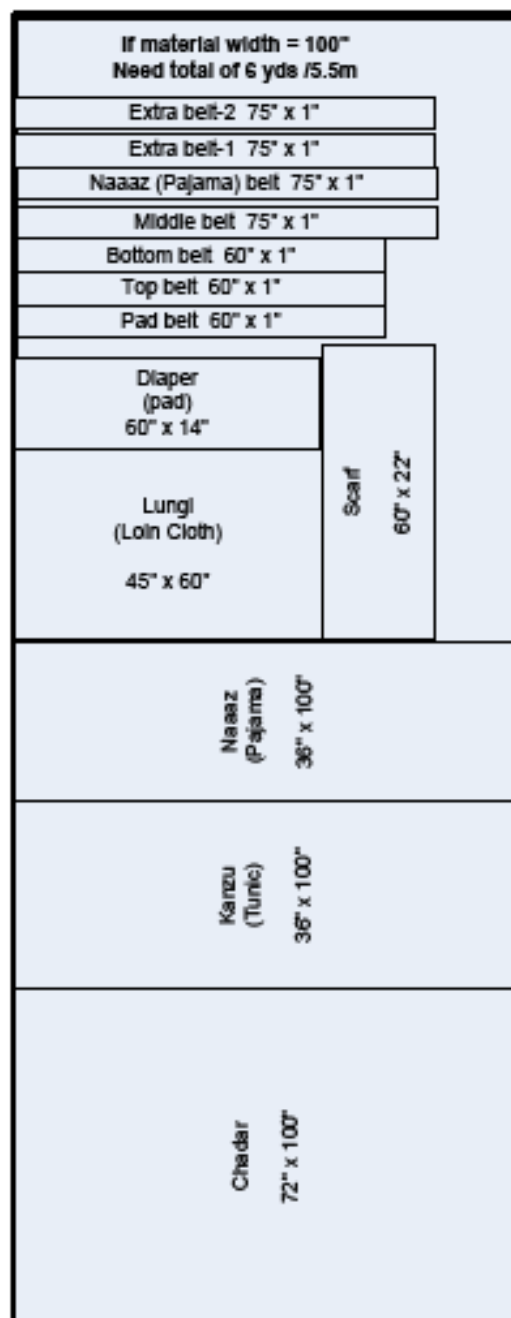 If material width = 100"
Need total of 6 yds /5.5m
Extra belt-2 75" x 1"
Extra belt-1 75" x 1"
Naaaz (Pajama) belt 75" x 1"
Middle belt 75" x 1"
Bottom belt 60" x 1"
Top belt 60" x 1"
Pad belt 60" x 1"
Diaper
(pad)
60" x 14"
Scarf
60" x 22"
Lungi
(Loin Cloth)
45" x 60"
Naaaz
(Pajama)
36" x 100"
Kanzu
(Tunic)
36" x 100"
Chadar
72" x 100"